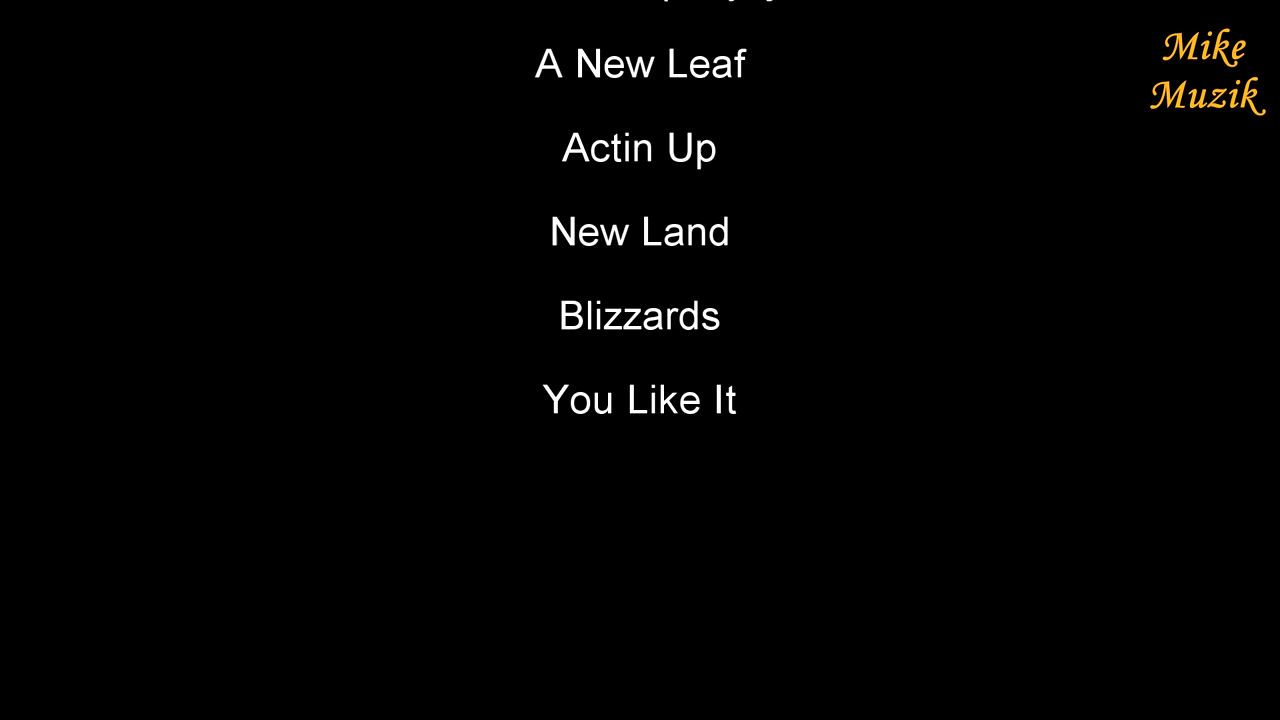 A New Leaf
Actin Up
New Land
Blizzards
You Like It
Mike
Muzik